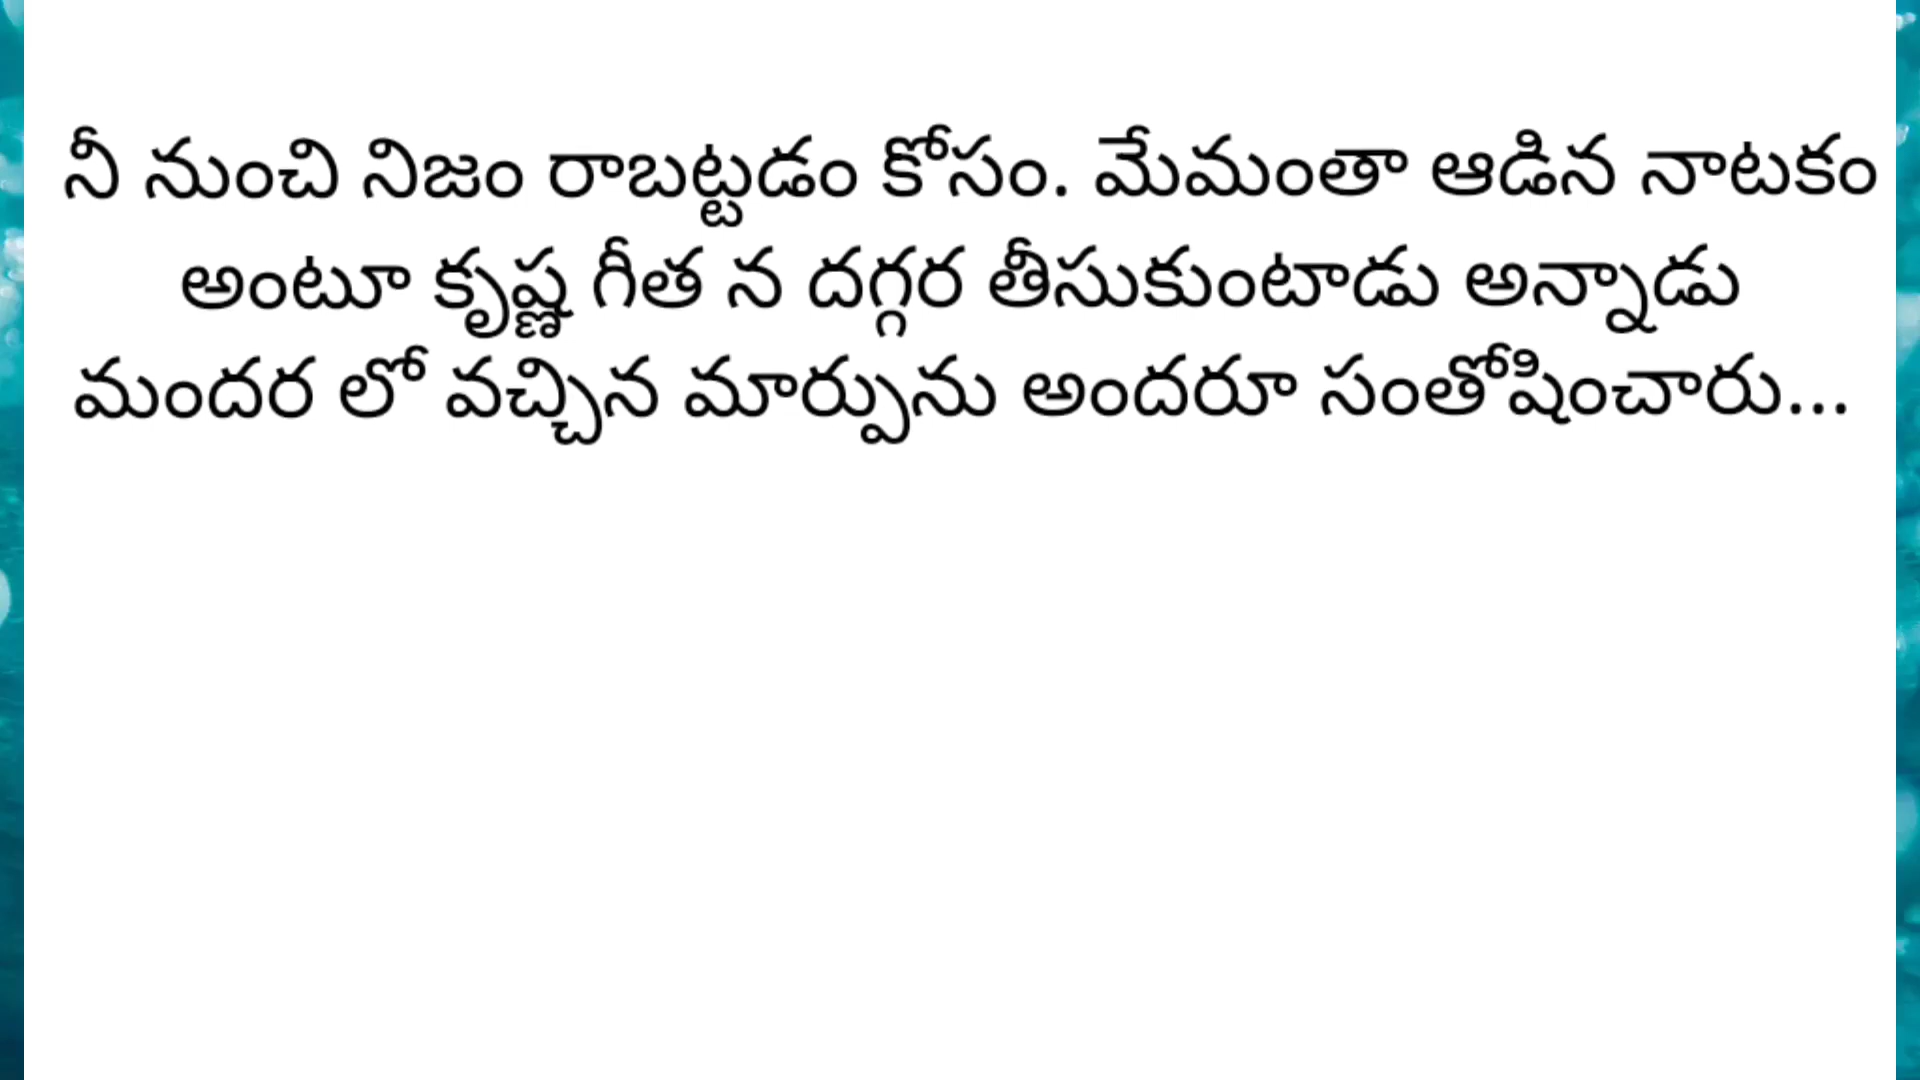 నీ నుంచి నిజం రాబట్టడం కోసం. మేమంతా ఆడిన నాటకం
అంటూ కృష్ణ గీత న దగ్గర తీసుకుంటాడు అన్నాడు
మందర లో వచ్చిన మార్పును అందరూ సంతోషించారు...